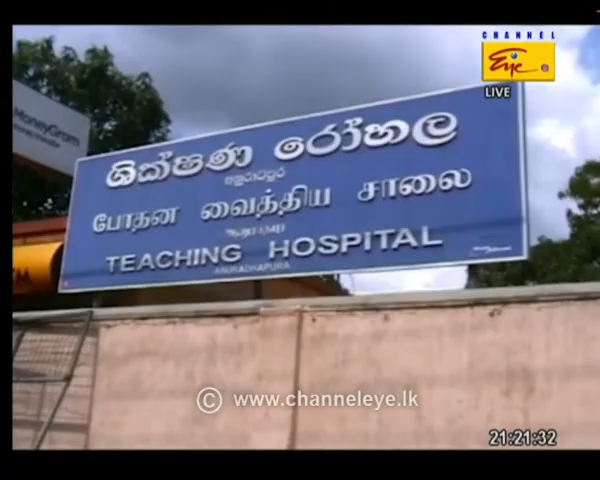 CHANNEL
Eye
LIVE
MoneyGram
ශික්ෂණ රෝහල
අනුරාධපුර
போதன வைத்திய சாலை
TEACHING HOSPITAL
ANURADHAPURA
© www.channeleye.lk
21:21:32